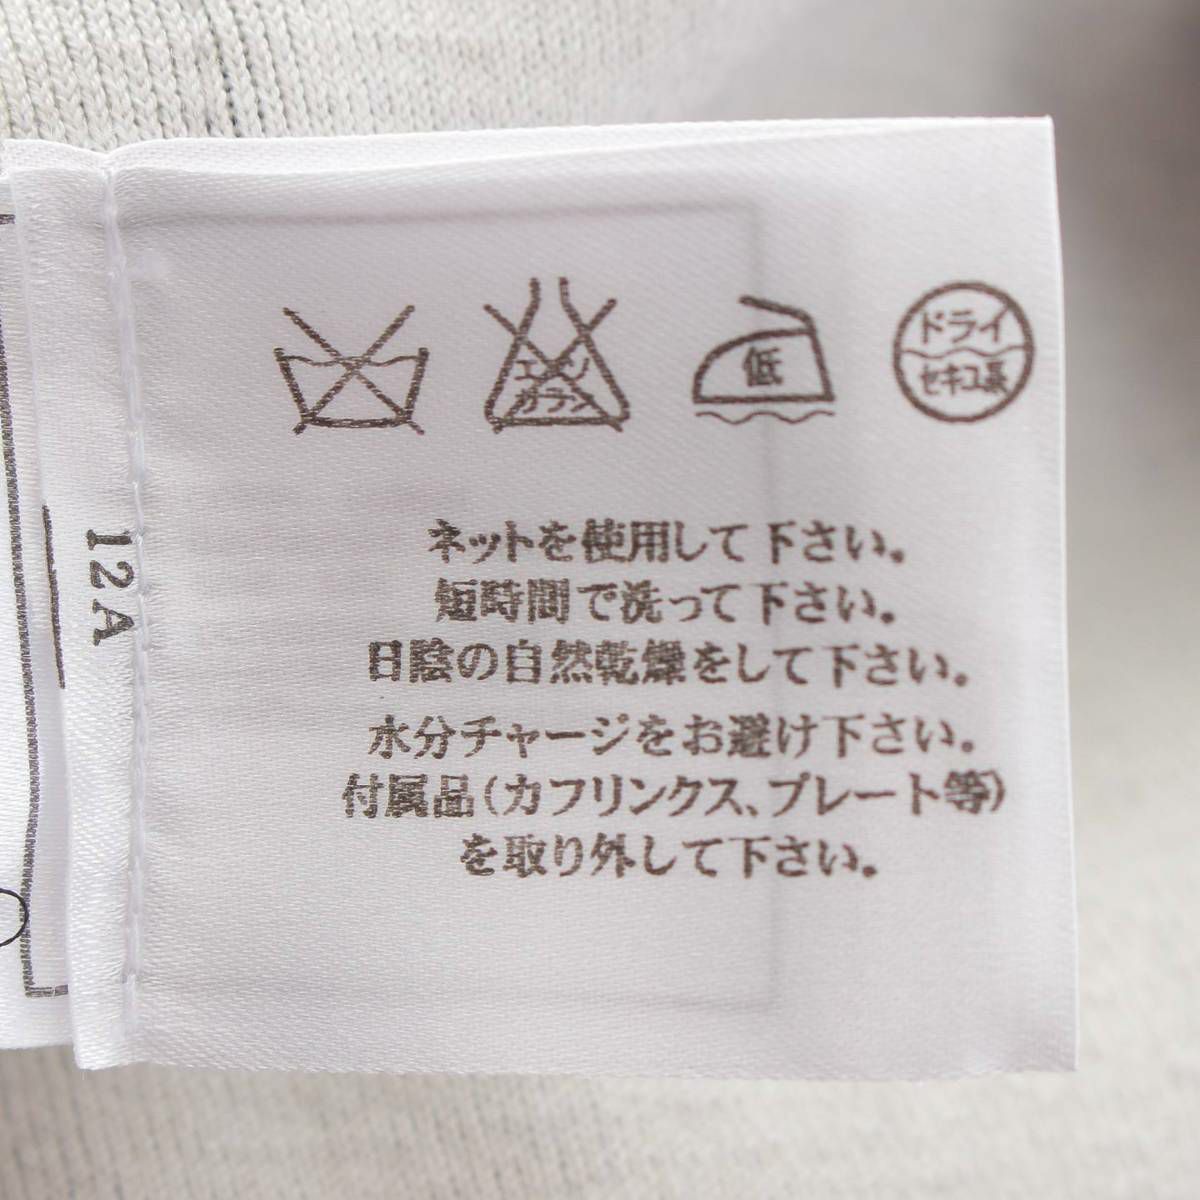 エンソ
サラシ
低
ドライ
セキユ系
ネットを使用して下さい。
短時間で洗って下さい。
日陰の自然乾燥をして下さい。
水分チャージをお避け下さい。
付属品(カフリンクス、プレート等)
を取り外して下さい。
12A